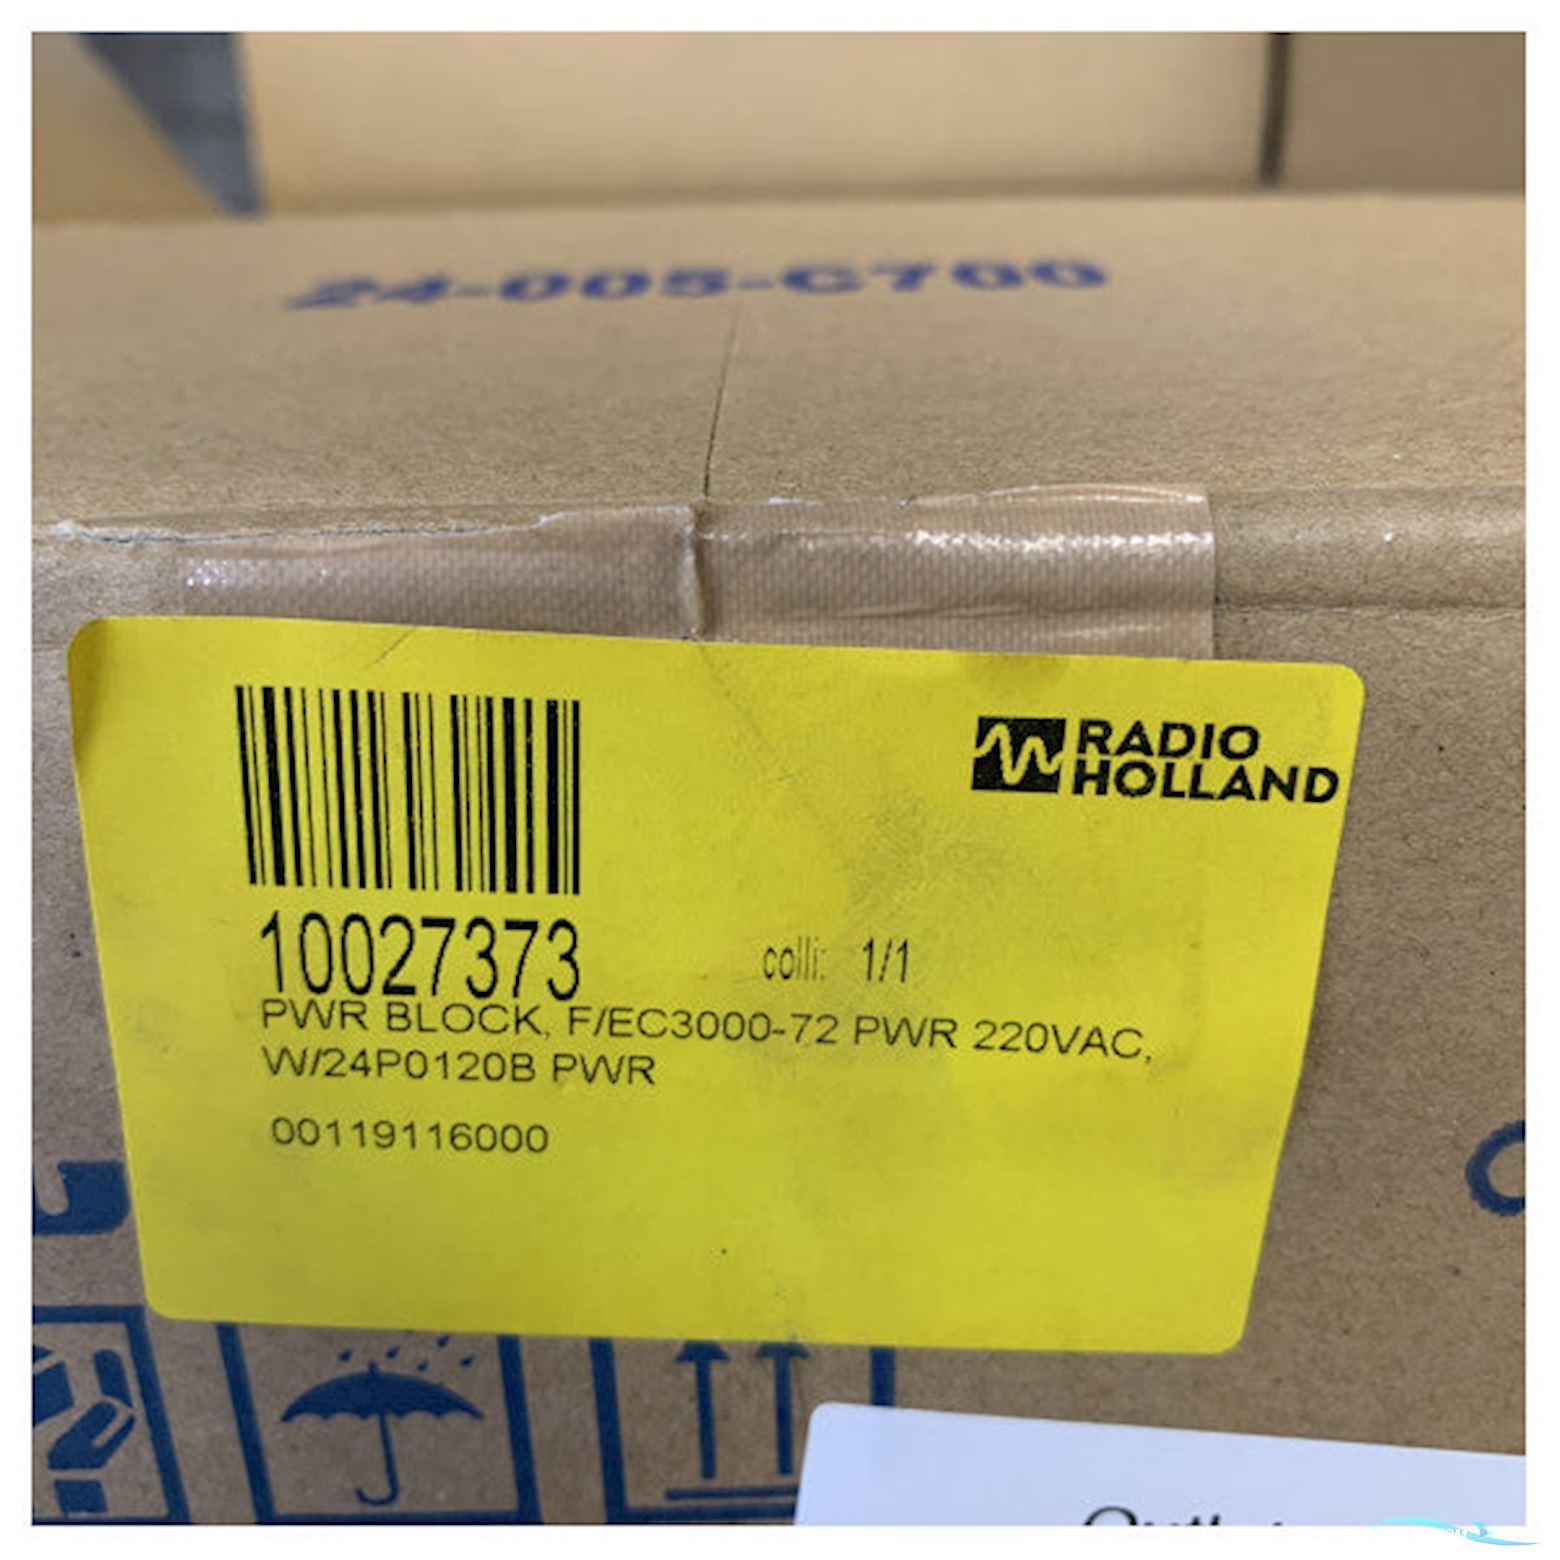 24-005-C700
RADIO
HOLLAND
10027373
colli: 1/1
PWR BLOCK, F/EC3000-72 PWR 220VAC,
W/24P0120B PWR
00119116000